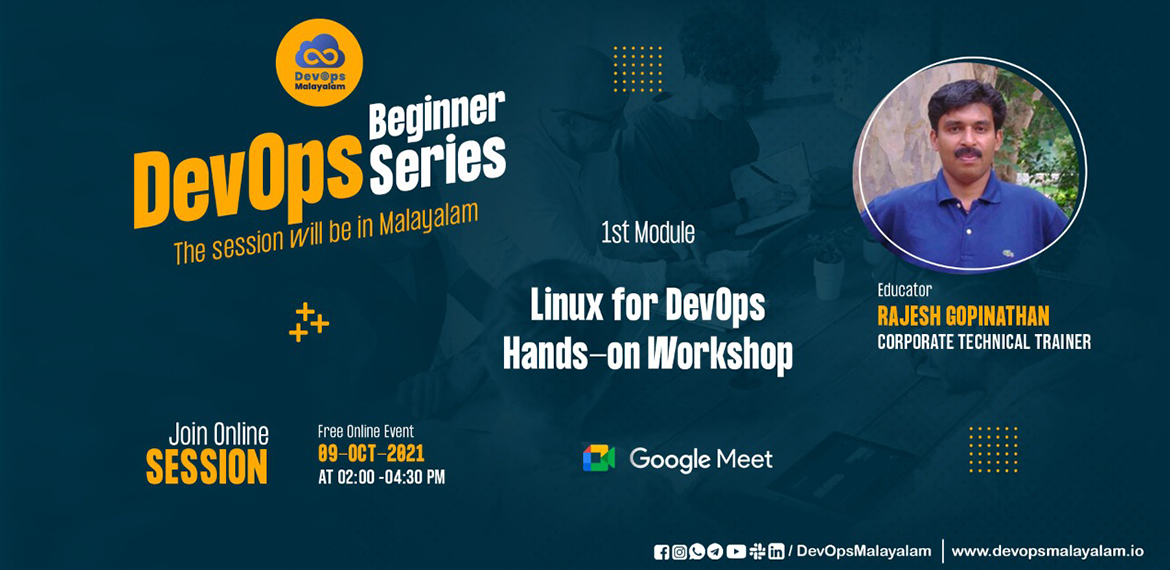 DevOps
Malayalam
DevOps Beginner
Series
The session will be in Malayalam
1st Module
Linux for DevOps
Hands-on Workshop
Educator
RAJESH GOPINATHAN
CORPORATE TECHNICAL TRAINER
Join Online
SESSION
Free Online Event
09-OCT-2021
AT 02:00 -04:30 PM
Google Meet
/ DevOpsMalayalam | www.devopsmalayalam.io